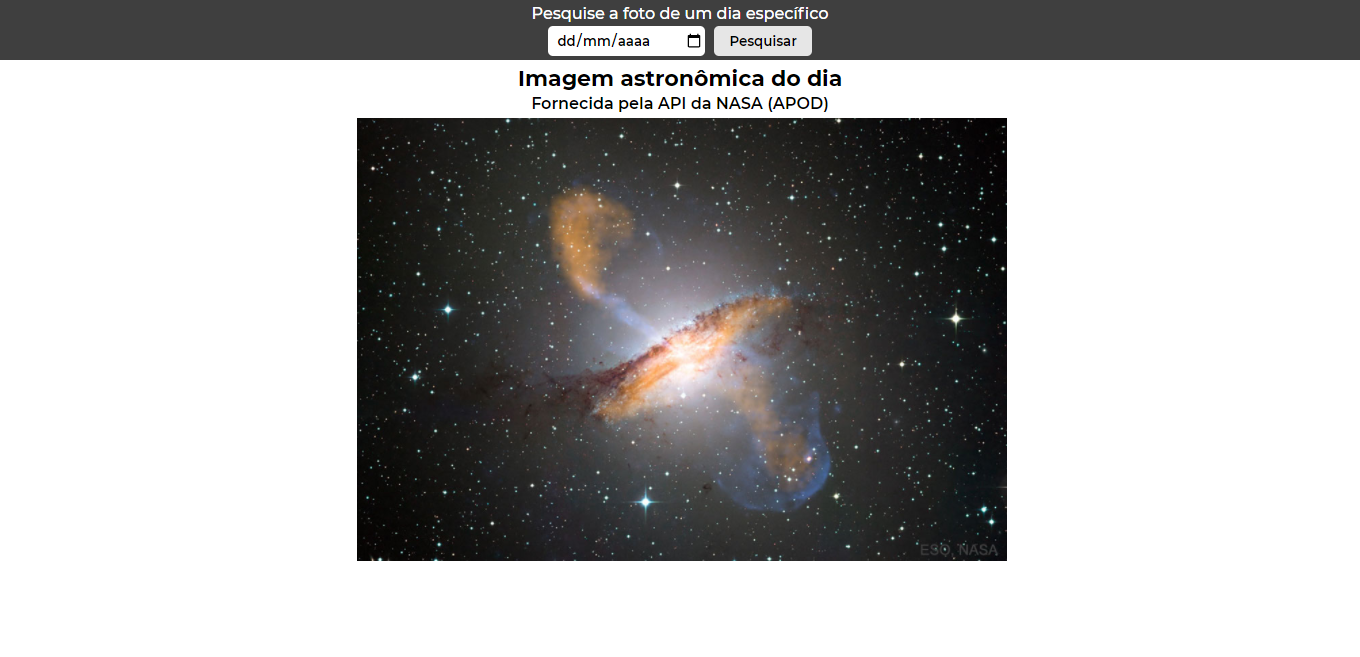 Pesquise a foto de um dia específico
dd/mm/aaaa Pesquisar
Imagem astronômica do dia
Fornecida pela API da NASA (APOD)
ESO, NASA